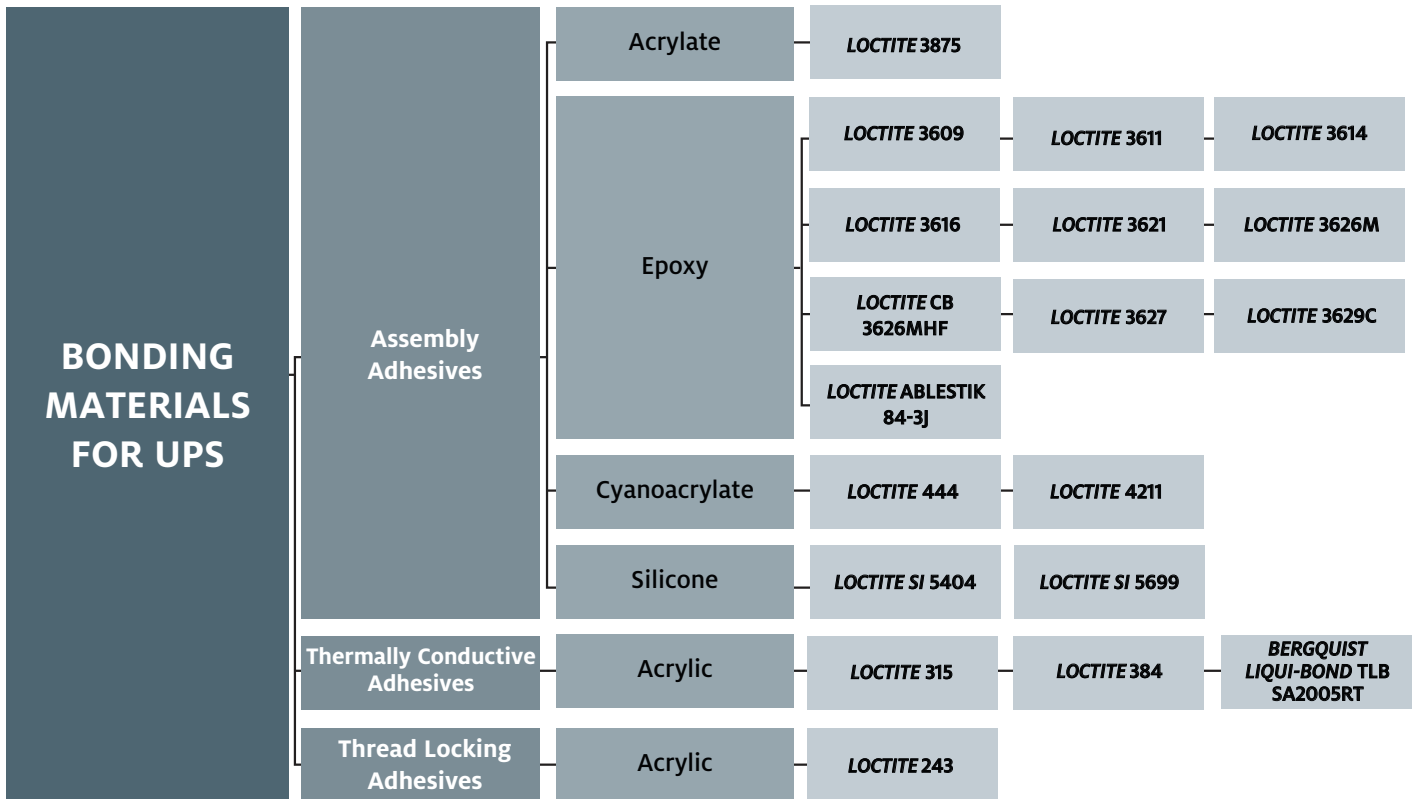 BONDING
MATERIALS
FOR UPS
Assembly
Adhesives
Acrylate
LOCTITE 3875
Epoxy
LOCTITE 3609
LOCTITE 3611
LOCTITE 3614
LOCTITE 3616
LOCTITE 3621
LOCTITE 3626M
LOCTITE CB
3626MHF
LOCTITE 3627
LOCTITE 3629C
LOCTITE ABLESTIK
84-3J
Cyanoacrylate
LOCTITE 444
LOCTITE 4211
Silicone
LOCTITE SI 5404
LOCTITE SI 5699
Thermally Conductive
Adhesives
Acrylic
LOCTITE 315
LOCTITE 384
BERGQUIST
LIQUI-BOND TLB
SA2005RT
Thread Locking
Adhesives
Acrylic
LOCTITE 243